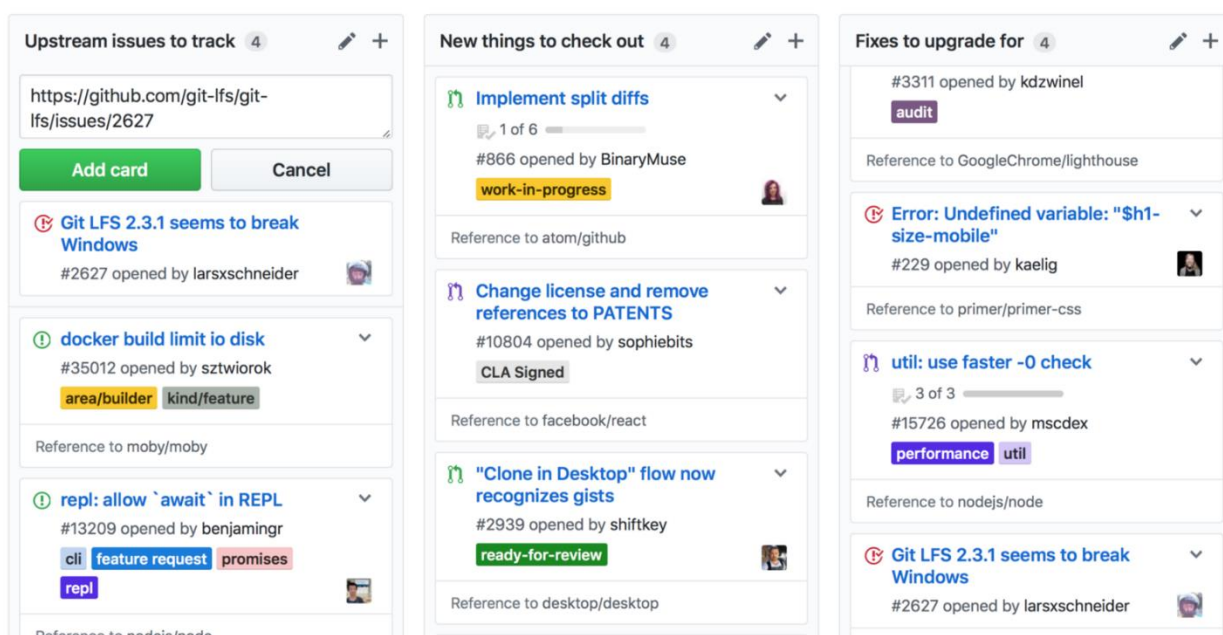 Upstream issues to track 4
https://github.com/git-lfs/git-
lfs/issues/2627
Add card Cancel
Git LFS 2.3.1 seems to break
Windows
#2627 opened by larsxschneider
docker build limit io disk
#35012 opened by sztwiorok
area/builder kind/feature
Reference to moby/moby
repl: allow `await` in REPL
#13209 opened by benjamingr
cli feature request promises
repl
Reference to nodejs/node
New things to check out 4
Implement split diffs
1 of 6
#866 opened by BinaryMuse
work-in-progress
Reference to atom/github
Change license and remove
references to PATENTS
#10804 opened by sophiebits
CLA Signed
Reference to facebook/react
"Clone in Desktop" flow now
recognizes gists
#2939 opened by shiftkey
ready-for-review
Reference to desktop/desktop
Fixes to upgrade for 4
#3311 opened by kdzwinel
audit
Reference to GoogleChrome/lighthouse
Error: Undefined variable: "$h1-
size-mobile"
#229 opened by kaelig
Reference to primer/primer-css
util: use faster -0 check
3 of 3
#15726 opened by mscdex
performance util
Reference to nodejs/node
Git LFS 2.3.1 seems to break
Windows
#2627 opened by larsxschneider